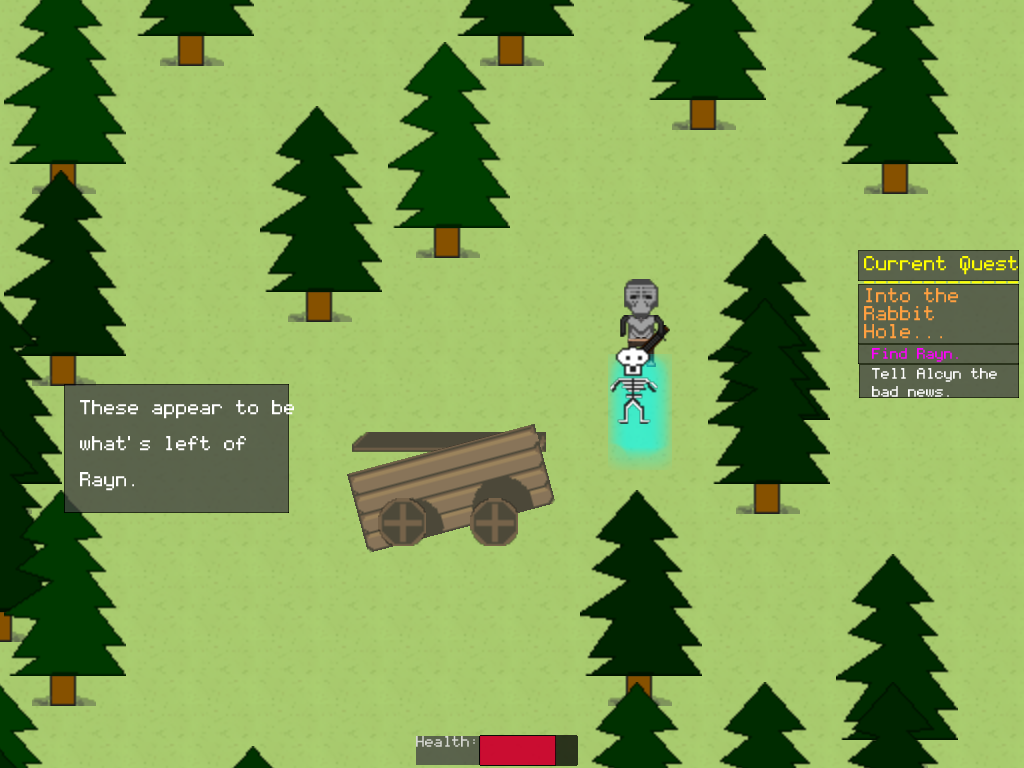 Current Quest
Into the
Rabbit
Hole...
Find Rayn.
Tell Alcyn the
bad news.
These appear to be
what's left of
Rayn.
Health: